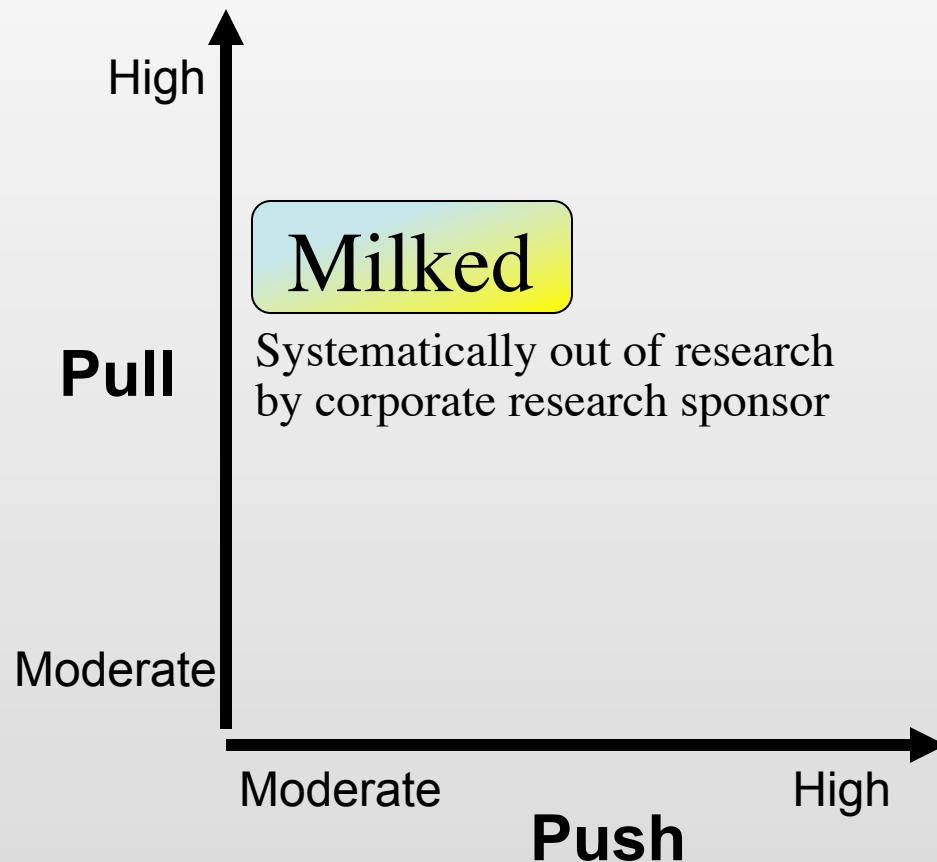 High
Milked
Systematically out of research
by corporate research sponsor
Pull
Moderate
Moderate
High
Push